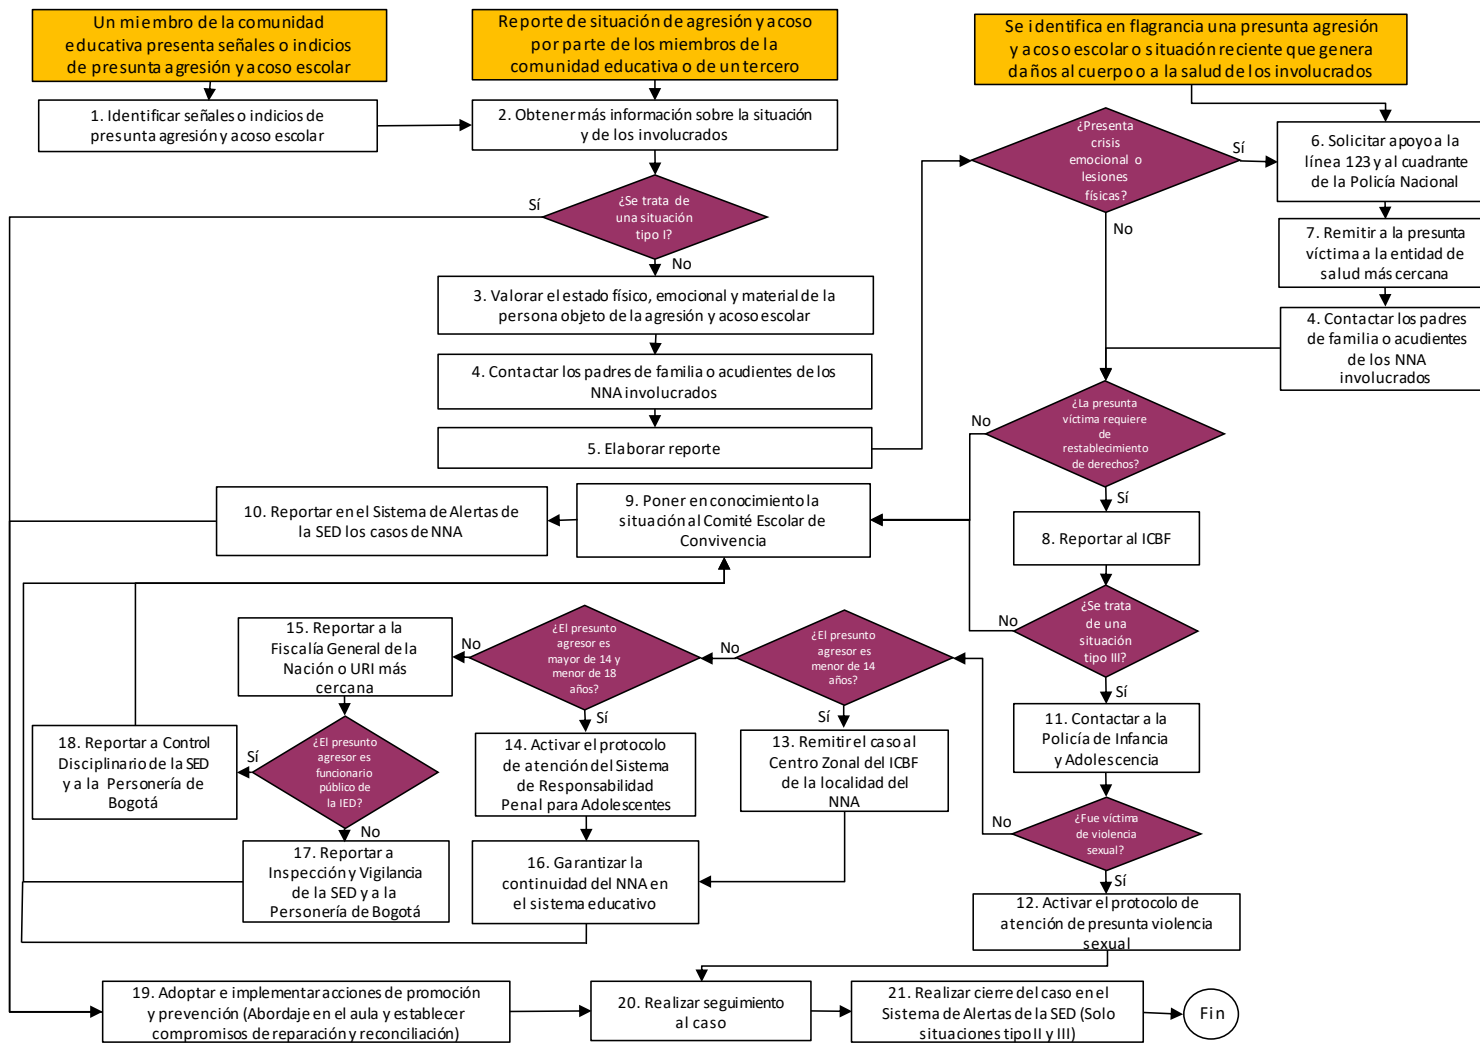 Un miembro de la comunidad
educativa presenta señales o indicios
de presunta agresión y acoso escolar
Reporte de situación de agresión y acoso
por parte de los miembros de la
comunidad educativa o de un tercero
Se identifica en flagrancia una presunta agresión
y acoso escolar o situación reciente que genera
daños al cuerpo o a la salud de los involucrados
1. Identificar señales o indicios de
presunta agresión y acoso escolar
2. Obtener más información sobre la situación
y de los involucrados
¿Presenta
crisis
emocional o
lesiones
físicas?
Sí
No
6. Solicitar apoyo a la
línea 123 y al cuadrante
de la Policía Nacional
¿Se trata de
una situación
tipo I?
Sí
No
7. Remitir a la presunta
víctima a la entidad de
salud más cercana
3. Valorar el estado físico, emocional y material de la
persona objeto de la agresión y acoso escolar
4. Contactar los padres
de familia o acudientes
de los NNA
involucrados
4. Contactar los padres de familia o acudientes de los
NNA involucrados
5. Elaborar reporte
¿La presunta
víctima requiere
de
restablecimiento
de derechos?
No
Sí
10. Reportar en el Sistema de Alertas de
la SED los casos de NNA
9. Poner en conocimiento la
situación al Comité Escolar de
Convivencia
8. Reportar al ICBF
¿Se trata
de una
situación
tipo III?
No
Sí
15. Reportar a la
Fiscalía General de la
Nación o URI más
cercana
No
¿El presunto
agresor es
mayor de 14 y
menor de 18
años?
Sí
No
¿El presunto
agresor es
menor de 14
años?
Sí
11. Contactar a la
Policía de Infancia
y Adolescencia
18. Reportar a Control
Disciplinario de la SED
y a la Personería de
Bogotá
Sí
¿El presunto
agresor es
funcionario
público de
la IED?
No
14. Activar el protocolo
de atención del Sistema
de Responsabilidad
Penal para Adolescentes
13. Remitir el caso al
Centro Zonal del ICBF
de la localidad del
NNA
No
¿Fue víctima
de violencia
sexual?
Sí
17. Reportar a
Inspección y Vigilancia
de la SED y a la
Personería de Bogotá
16. Garantizar la
continuidad del NNA en
el sistema educativo
12. Activar el protocolo de
atención de presunta violencia
sexual
19. Adoptar e implementar acciones de promoción
y prevención (Abordaje en el aula y establecer
compromisos de reparación y reconciliación)
20. Realizar seguimiento
al caso
21. Realizar cierre del caso en el
Sistema de Alertas de la SED (Solo
situaciones tipo II y III)
Fin